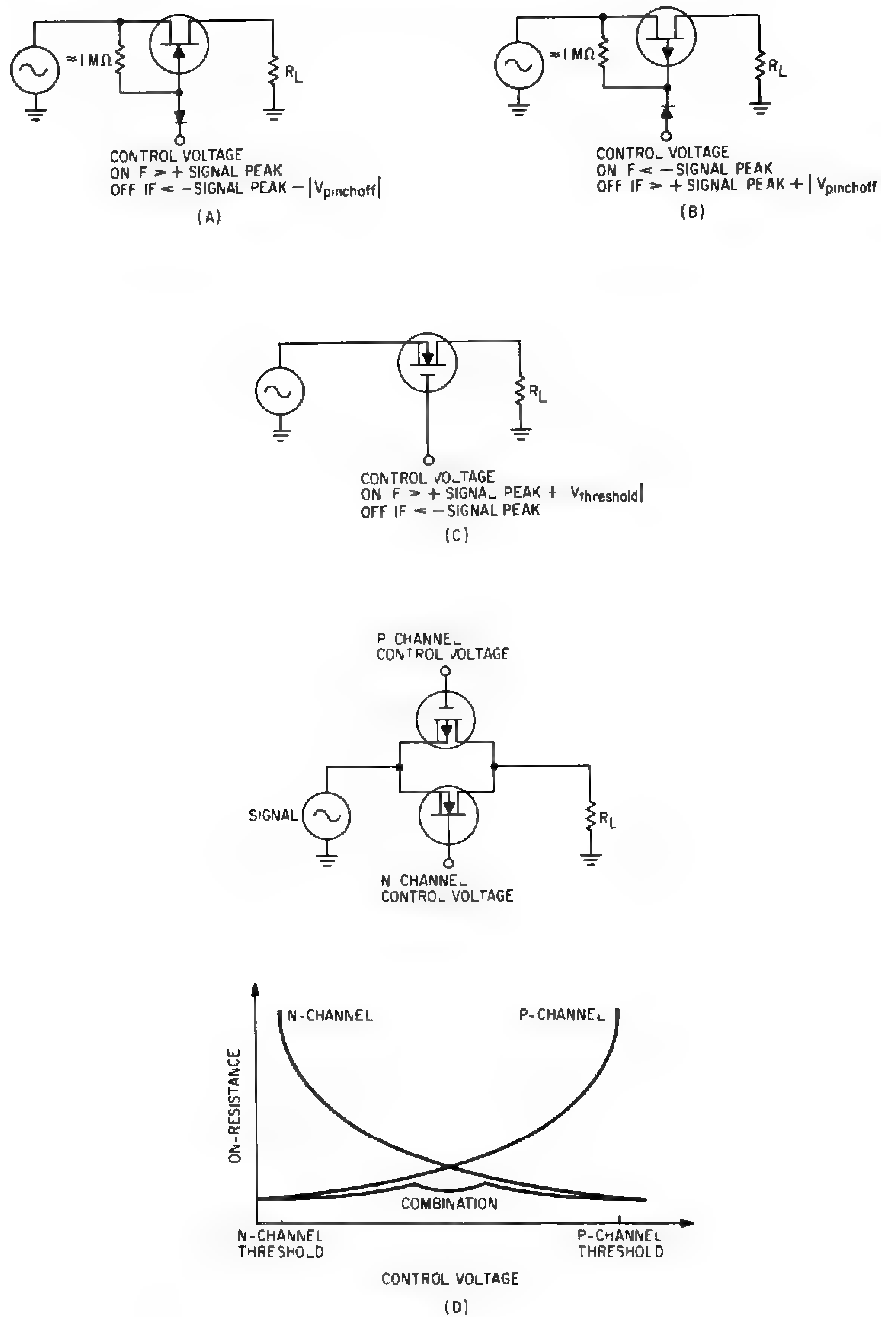 ≈1MΩ
RL
CONTROL VOLTAGE
ON F > + SIGNAL PEAK
OFF IF < -SIGNAL PEAK -|Vpinchoff|
(A)
≈1MΩ
RL
CONTROL VOLTAGE
ON F < -SIGNAL PEAK
OFF IF > + SIGNAL PEAK +|Vpinchoff
(B)
RL
CONTROL VOLTAGE
ON F > + SIGNAL PEAK + Vthreshold|
OFF IF < -SIGNAL PEAK
(C)
P CHANNEL
CONTROL VOLTAGE
SIGNAL
RL
N CHANNEL
CONTROL VOLTAGE
N-CHANNEL
P-CHANNEL
ON-RESISTANCE
COMBINATION
N-CHANNEL
THRESHOLD
P-CHANNEL
THRESHOLD
CONTROL VOLTAGE
(D)